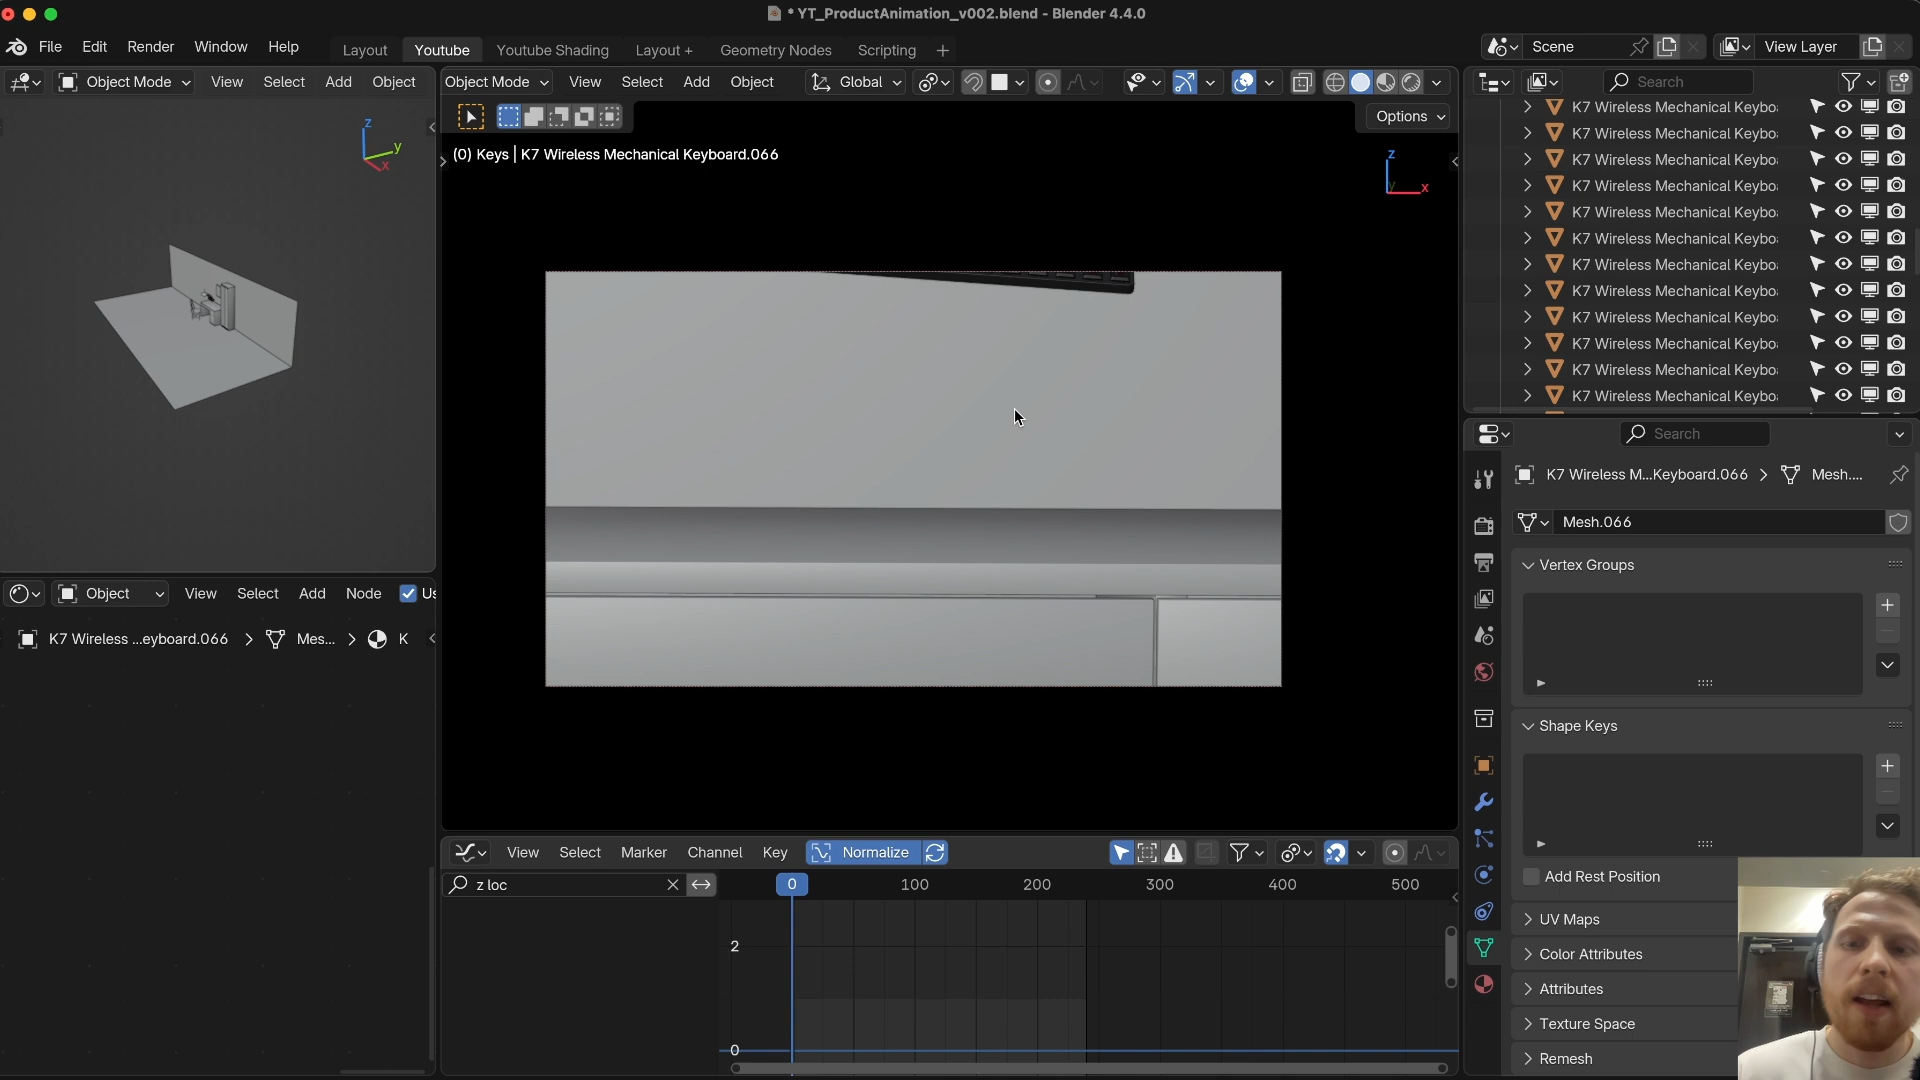 * YT_ProductAnimation_v002.blend - Blender 4.4.0
File Edit Render Window Help
Layout Youtube Youtube Shading Layout + Geometry Nodes Scripting
Scene
View Layer
Object Mode View Select Add Object
Object Mode View Select Add Object Global
Search
Options
z
y
x
(0) Keys | K7 Wireless Mechanical Keyboard.066
z
y
x
K7 Wireless Mechanical Keybo
K7 Wireless Mechanical Keybo
K7 Wireless Mechanical Keybo
K7 Wireless Mechanical Keybo
K7 Wireless Mechanical Keybo
K7 Wireless Mechanical Keybo
K7 Wireless Mechanical Keybo
K7 Wireless Mechanical Keybo
K7 Wireless Mechanical Keybo
K7 Wireless Mechanical Keybo
K7 Wireless Mechanical Keybo
K7 Wireless Mechanical Keybo
Search
K7 Wireless M...Keyboard.066 Mesh....
Mesh.066
Vertex Groups
Shape Keys
Add Rest Position
UV Maps
Color Attributes
Attributes
Texture Space
Remesh
Object View Select Add Node Us
K7 Wireless ...eyboard.066 Mes... K
View Select Marker Channel Key Normalize
z loc
0 100 200 300 400 500
2
0